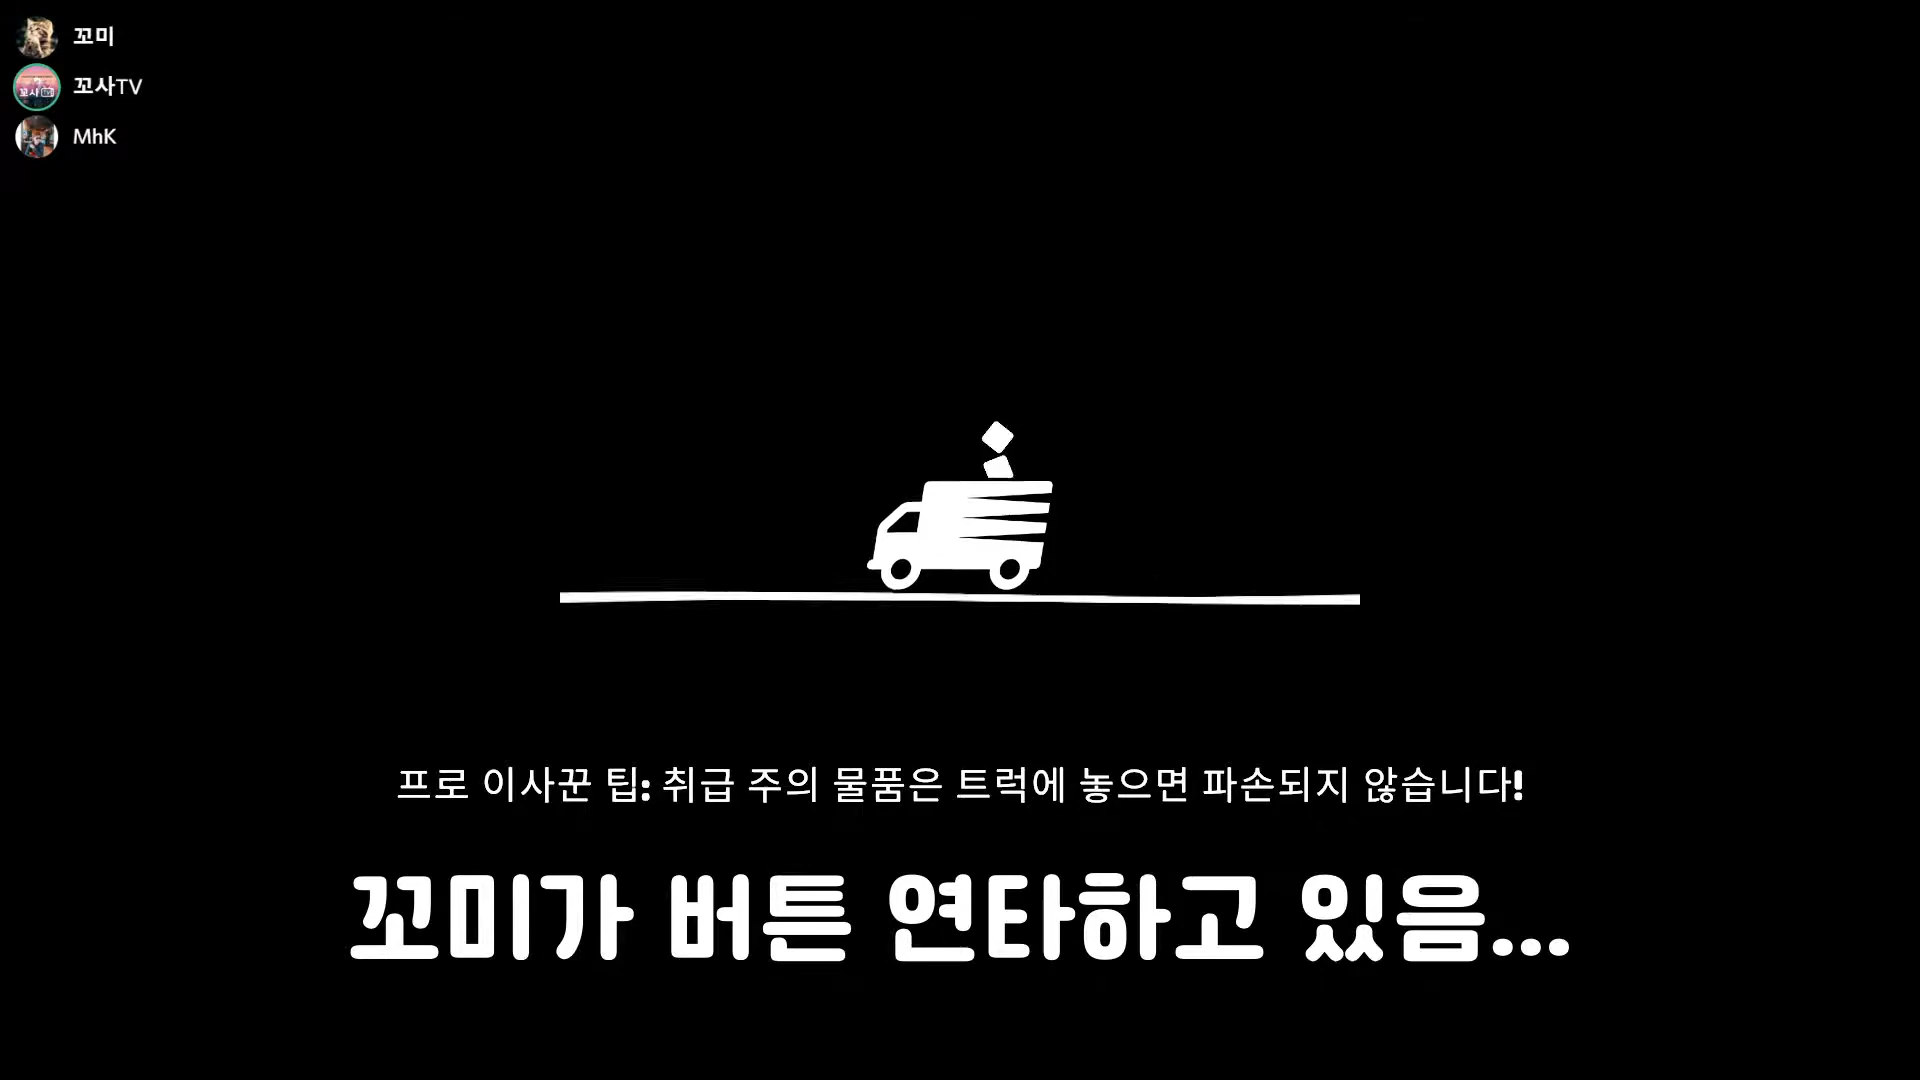 꼬미
꼬사TV
MhK
프로 이사꾼 팁: 취급 주의 물품은 트럭에 놓으면 파손되지 않습니다!
꼬미가 버튼 연타하고 있음...